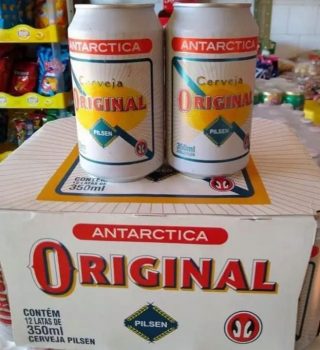 ANTARCTICA
Cerveja
ORIGINAL
PILSEN
ANTARCTICA
Cerveja
ORIGINAL
PILSEN
350ml
350ml
ANTARCTICA
ORIGINAL
CONTÉM
12 LATAS DE
350ml
CERVEJA PILSEN
PILSEN